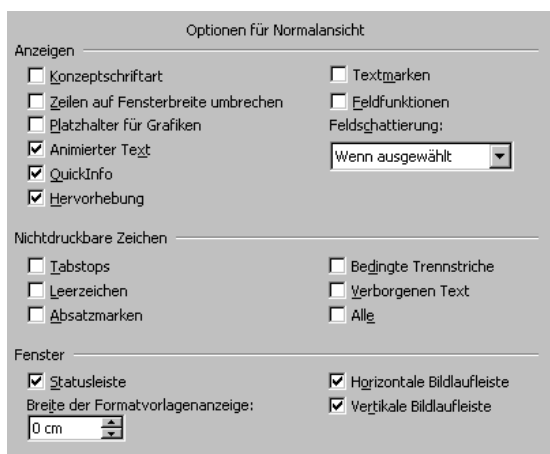 Optionen für Normalansicht
Anzeigen
Konzeptschriftart
Textmarken
Zeilen auf Fensterbreite umbrechen
Feldfunktionen
Platzhalter für Grafiken
Feldschattierung:
Animierter Text
Wenn ausgewählt
QuickInfo
Hervorhebung
Nichtdruckbare Zeichen
Tabstops
Bedingte Trennstriche
Leerzeichen
Verborgenen Text
Absatzmarken
Alle
Fenster
Statusleiste
Horizontale Bildlaufleiste
Breite der Formatvorlagenanzeige:
Vertikale Bildlaufleiste
0 cm